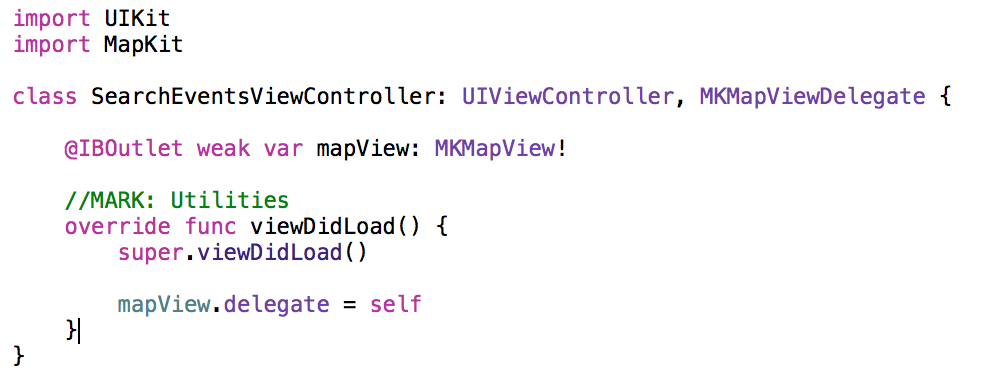 import UIKit
import MapKit
class SearchEventsViewController: UIViewController, MKMapViewDelegate {
@IBOutlet weak var mapView: MKMapView!
//MARK: Utilities
override func viewDidLoad() {
super.viewDidLoad()
mapView.delegate = self
}
}